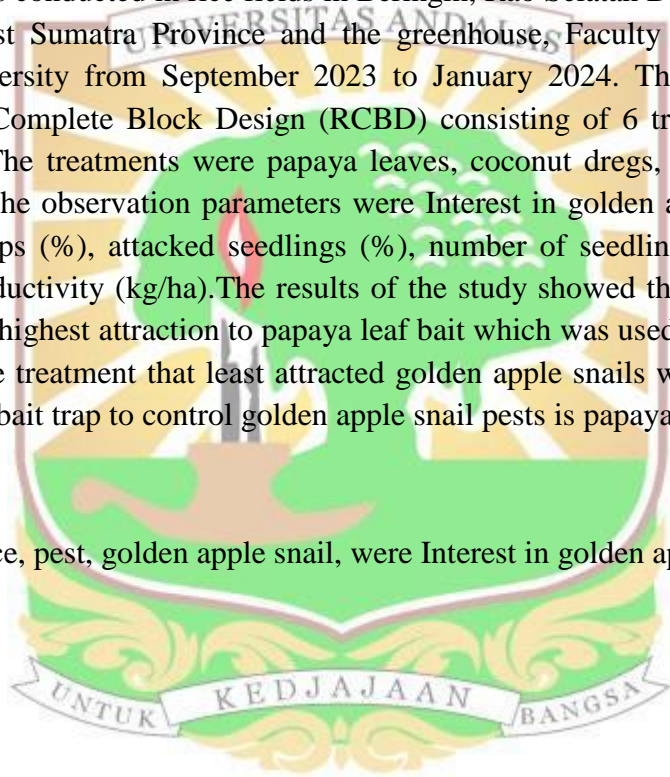 conducted in rice fields in Beringin, Rao Selatan
st Sumatra Province and the greenhouse, Faculty
UNIVERSITAS ANDALAS
ersity from September 2023 to January 2024. Th
Complete Block Design (RCBD) consisting of 6 tr
The treatments were papaya leaves, coconut dregs,
he observation parameters were Interest in golden a
ps (%), attacked seedlings (%), number of seedlin
ductivity (kg/ha).The results of the study showed th
highest attraction to papaya leaf bait which was used
e treatment that least attracted golden apple snails w
bait trap to control golden apple snail pests is papaya
ce, pest, golden apple snail, were Interest in golden ap
UNTUK KEDJAJAAN BANGSA